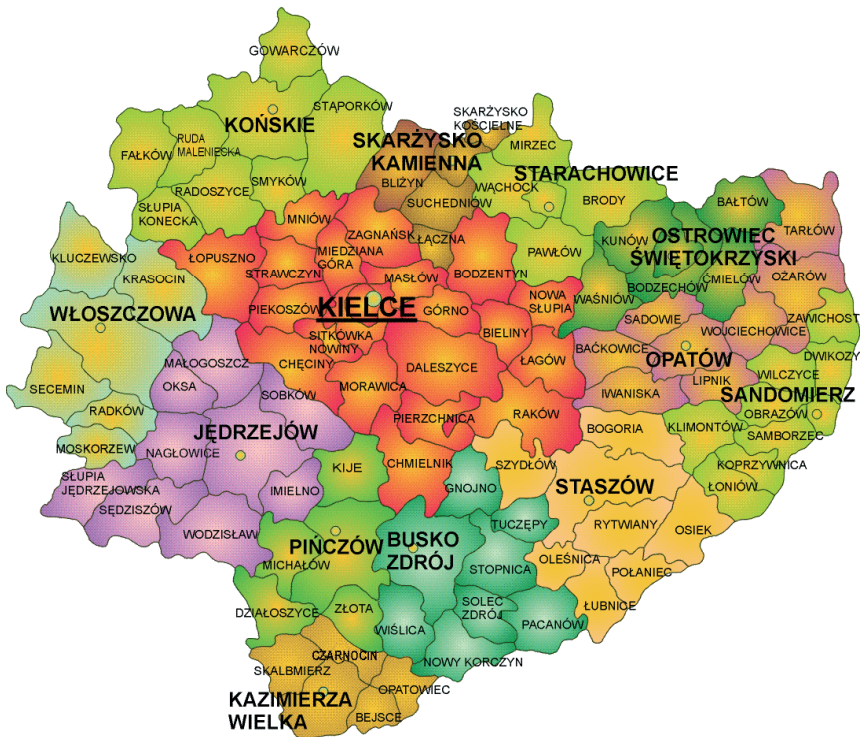 GOWARCZÓW
STĄPORKÓW
KOŃSKIE
SKARŻYSKO
KOŚCIELNE
RUDA
MALENIECKA
FAŁKÓW
SKARŻYSKO
KAMIENNA
MIRZEC
RADOSZYCE
SMYKÓW
BLIŻYN
WĄCHOCK
STARACHOWICE
SŁUPIA
KONECKA
SUCHEDNIÓW
BRODY
BAŁTÓW
MNIÓW
ZAGNAŃSK
ŁĄCZNA
PAWŁÓW
KUNÓW
OSTROWIEC
ŚWIĘTOKRZYSKI
TARŁÓW
KLUCZEWSKO
KRASOCIN
ŁOPUSZNO
STRAWCZYN
MIEDZIANA
GÓRA
MASŁÓW
BODZENTYN
BODZECHÓW
ĆMIELÓW
OŻARÓW
WŁOSZCZOWA
PIEKOSZÓW
KIELCE
GÓRNO
NOWA
SŁUPIA
WAŚNIÓW
SADOWIE
WOJCIECHOWICE
ZAWICHOST
SITKÓWKA
NOWINY
BIELINY
BAĆKOWICE
OPATÓW
DWIKOZY
MAŁOGOSZCZ
CHĘCINY
DALESZYCE
ŁAGÓW
LIPNIK
WILCZYCE
SECEMIN
OKSA
SOBKÓW
MORAWICA
IWANISKA
SANDOMIERZ
RADKÓW
PIERZCHNICA
RAKÓW
BOGORIA
KLIMONTÓW
OBRAZÓW
SAMBORZEC
JĘDRZEJÓW
MOSKORZEW
NAGŁOWICE
KIJE
CHMIELNIK
SZYDŁÓW
KOPRZYWNICA
SŁUPIA
JĘDRZEJOWSKA
IMIELNO
GNOJNO
STASZÓW
ŁONIÓW
SĘDZISZÓW
WODZISŁAW
PIŃCZÓW
BUSKO
ZDRÓJ
TUCZĘPY
RYTWIANY
OSIEK
MICHAŁÓW
STOPNICA
OLEŚNICA
POŁANIEC
DZIAŁOSZYCE
ZŁOTA
WIŚLICA
SOLEC
ZDRÓJ
PACANÓW
ŁUBNICE
CZARNOCIN
SKALBMIERZ
NOWY KORCZYN
OPATOWIEC
KAZIMIERZA
WIELKA
BEJSCE